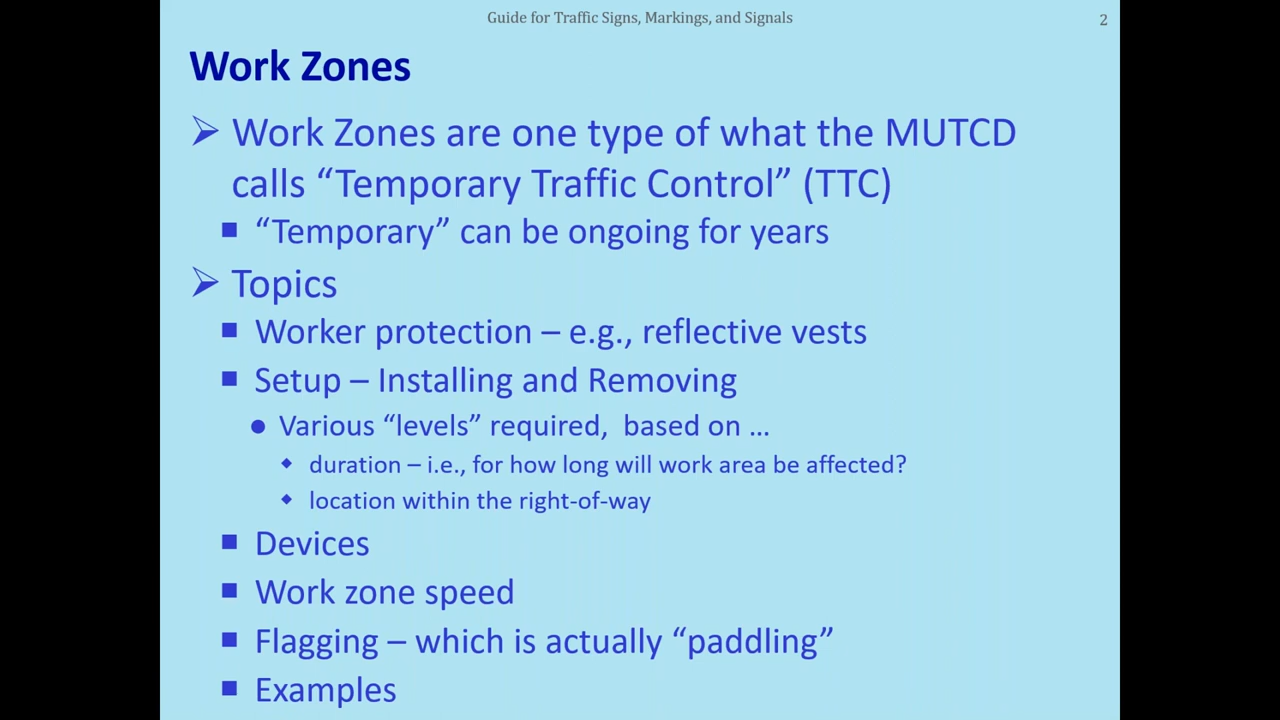 Guide for Traffic Signs, Markings, and Signals
2
Work Zones
Work Zones are one type of what the MUTCD
calls “Temporary Traffic Control” (TTC)
“Temporary” can be ongoing for years
Topics
Worker protection – e.g., reflective vests
Setup – Installing and Removing
Various “levels” required,  based on …
duration – i.e., for how long will work area be affected?
location within the right-of-way
Devices
Work zone speed
Flagging – which is actually “paddling”
Examples